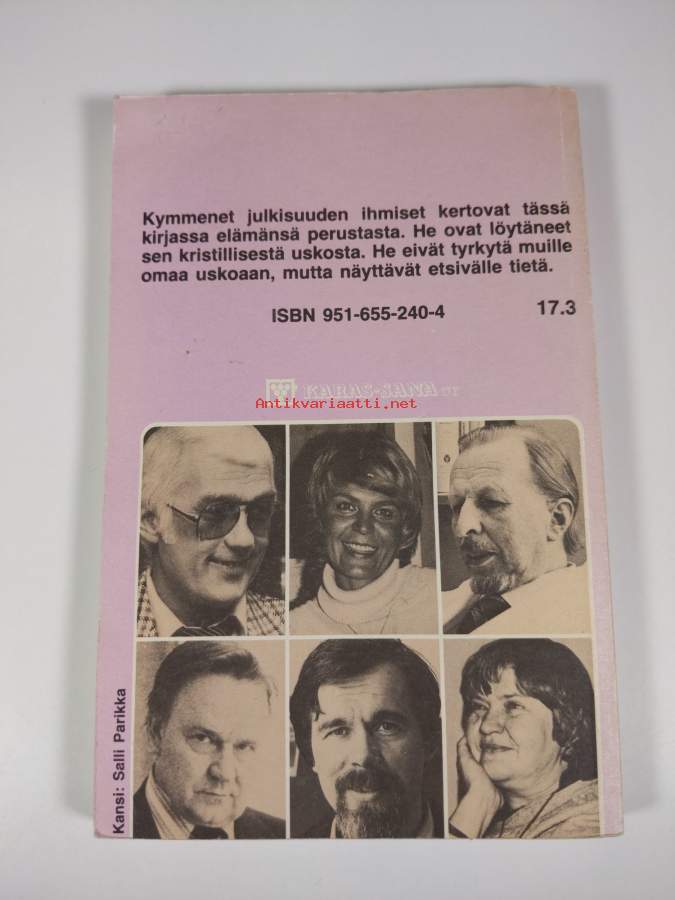 Kymmenet julkisuuden ihmiset kertovat tässä
kirjassa elämänsä perustasta. He ovat löytäneet
sen kristillisestä uskosta. He eivät tyrkytä muille
omaa uskoaan, mutta näyttävät etsivälle tietä.
ISBN 951-655-240-4 17.3
KARAS-SANA OY
Antikvariaatti.net
Kansi: Salli Parikka